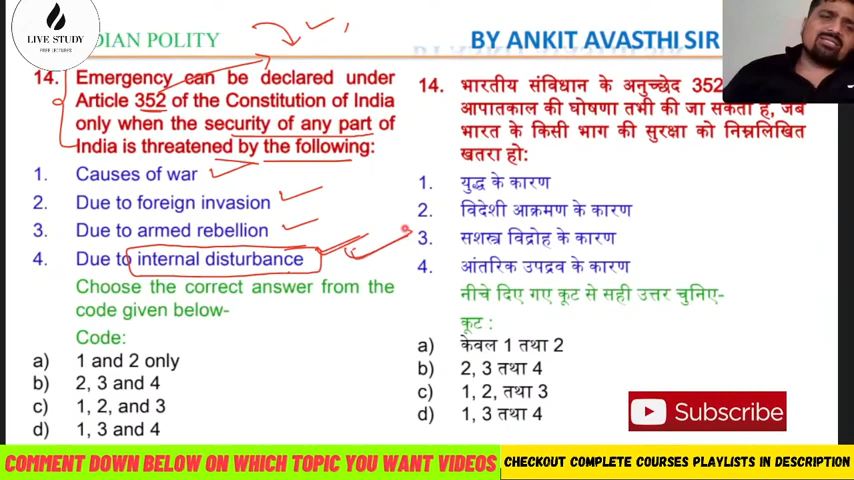 LIVE STUDY
FREE LECTURES
DIAN POLITY
BY ANKIT AVASTHI SIR
14. Emergency can be declared under
Article 352 of the Constitution of India
only when the security of any part of
India is threatened by the following:
1. Causes of war
2. Due to foreign invasion
3. Due to armed rebellion
4. Due to internal disturbance
Choose the correct answer from the
code given below-
Code:
a) 1 and 2 only
b) 2, 3 and 4
c) 1, 2, and 3
d) 1, 3 and 4
14. भारतीय संविधान के अनुच्छेद 352
आपातकाल की घोषणा तभी की जा सकता है, जब
भारत के किसी भाग की सुरक्षा को निम्नलिखित
खतरा हो:
1. युद्ध के कारण
2. विदेशी आक्रमण के कारण
3. सशस्त्र विद्रोह के कारण
4. आंतरिक उपद्रव के कारण
नीचे दिए गए कूट से सही उत्तर चुनिए-
कूट :
a) केवल 1 तथा 2
b) 2, 3 तथा 4
c) 1, 2, तथा 3
d) 1, 3 तथा 4
Subscribe
COMMENT DOWN BELOW ON WHICH TOPIC YOU WANT VIDEOS
CHECKOUT COMPLETE COURSES PLAYLISTS IN DESCRIPTION